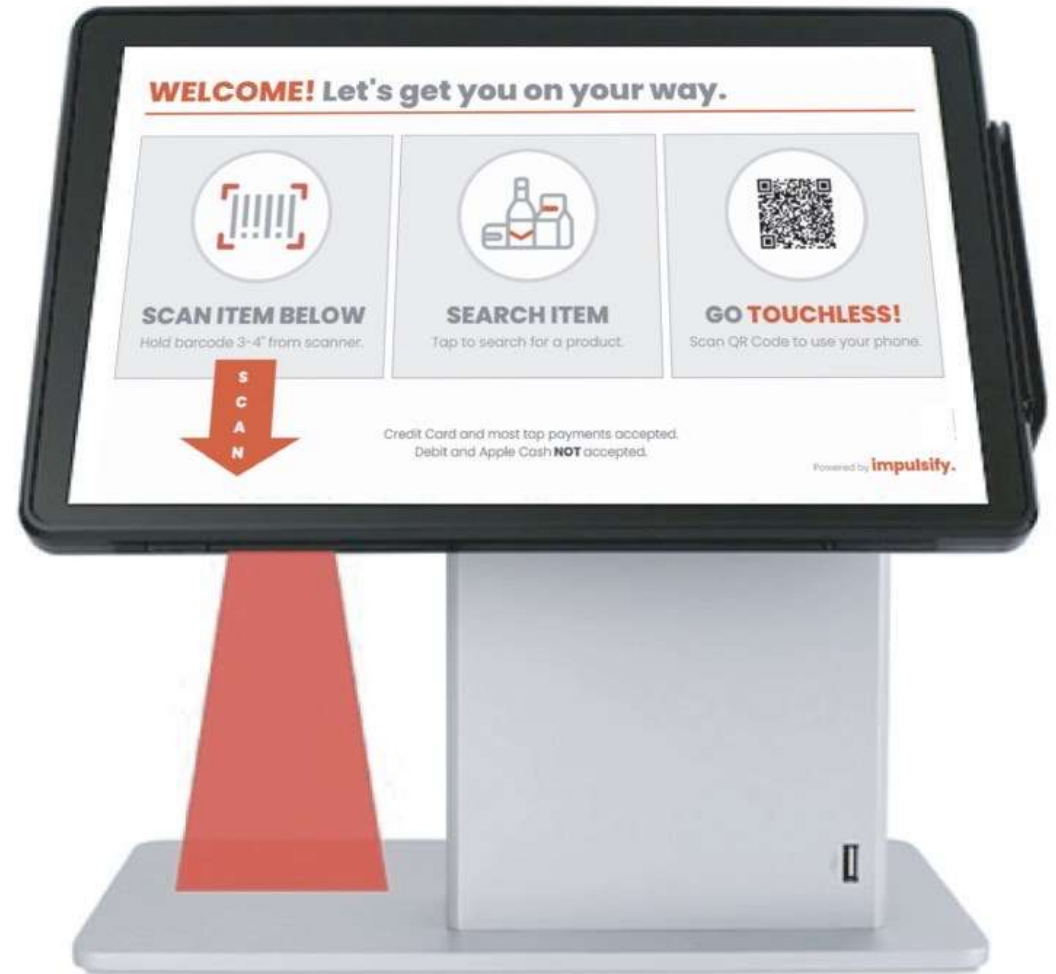 WELCOME! Let's get you on your way.
SCAN ITEM BELOW
Hold barcode 3-4" from scanner.
SCAN
SEARCH ITEM
Tap to search for a product.
GO TOUCHLESS!
Scan QR Code to use your phone.
Credit Card and most tap payments accepted.
Debit and Apple Cash NOT accepted.
Powered by impulsify.